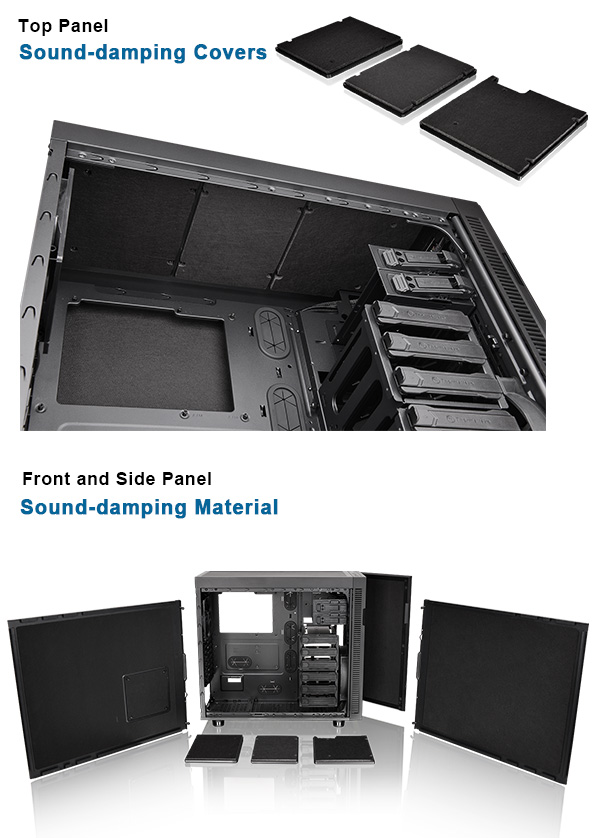 Top Panel
Sound-damping Covers
Front and Side Panel
Sound-damping Material